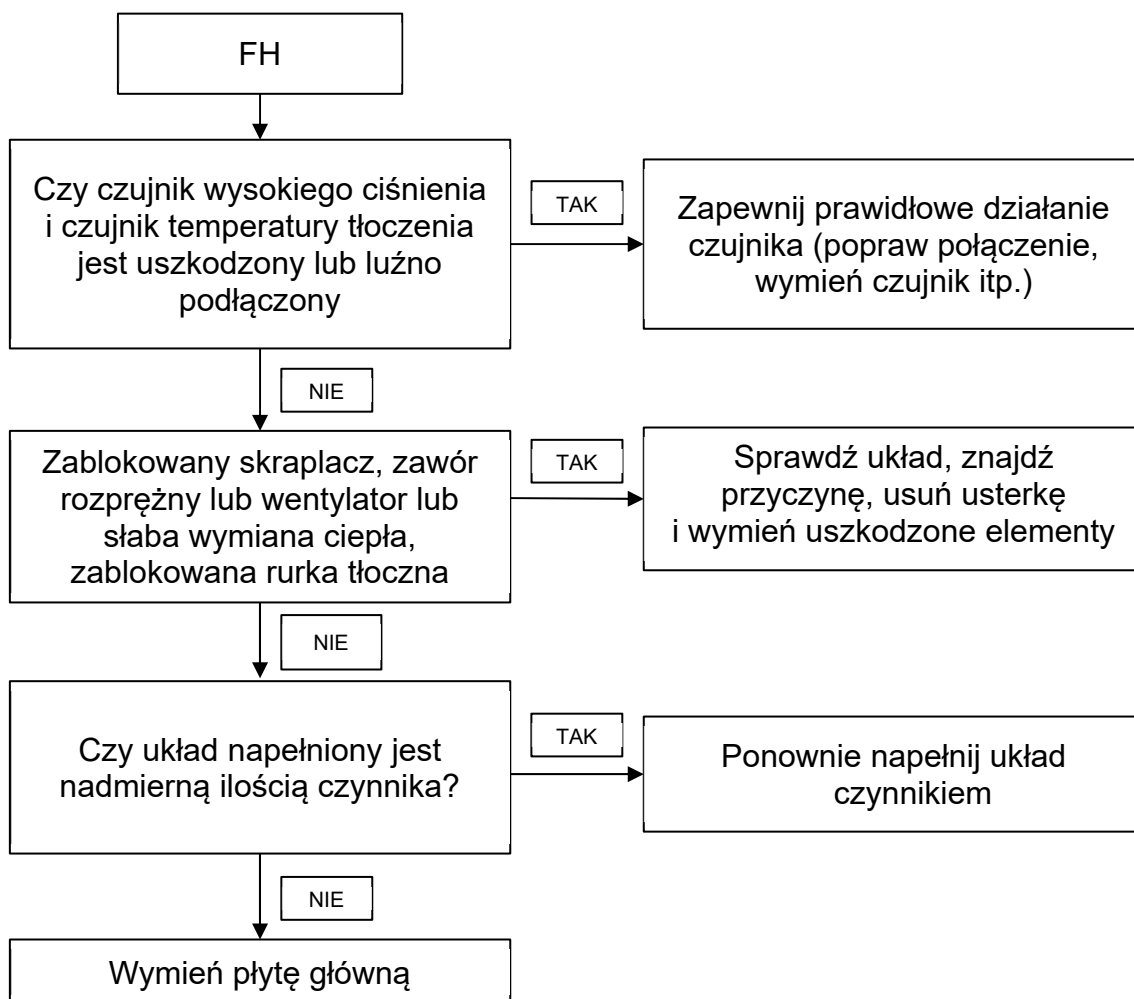 FH
Czy czujnik wysokiego ciśnienia
i czujnik temperatury tłoczenia
jest uszkodzony lub luźno
podłączony
TAK
Zapewnij prawidłowe działanie
czujnika (popraw połączenie,
wymień czujnik itp.)
NIE
Zablokowany skraplacz, zawór
rozprężny lub wentylator lub
słaba wymiana ciepła,
zablokowana rurka tłoczna
TAK
Sprawdź układ, znajdź
przyczynę, usuń usterkę
i wymień uszkodzone elementy
NIE
Czy układ napełniony jest
nadmierną ilością czynnika?
TAK
Ponownie napełnij układ
czynnikiem
NIE
Wymień płytę główną